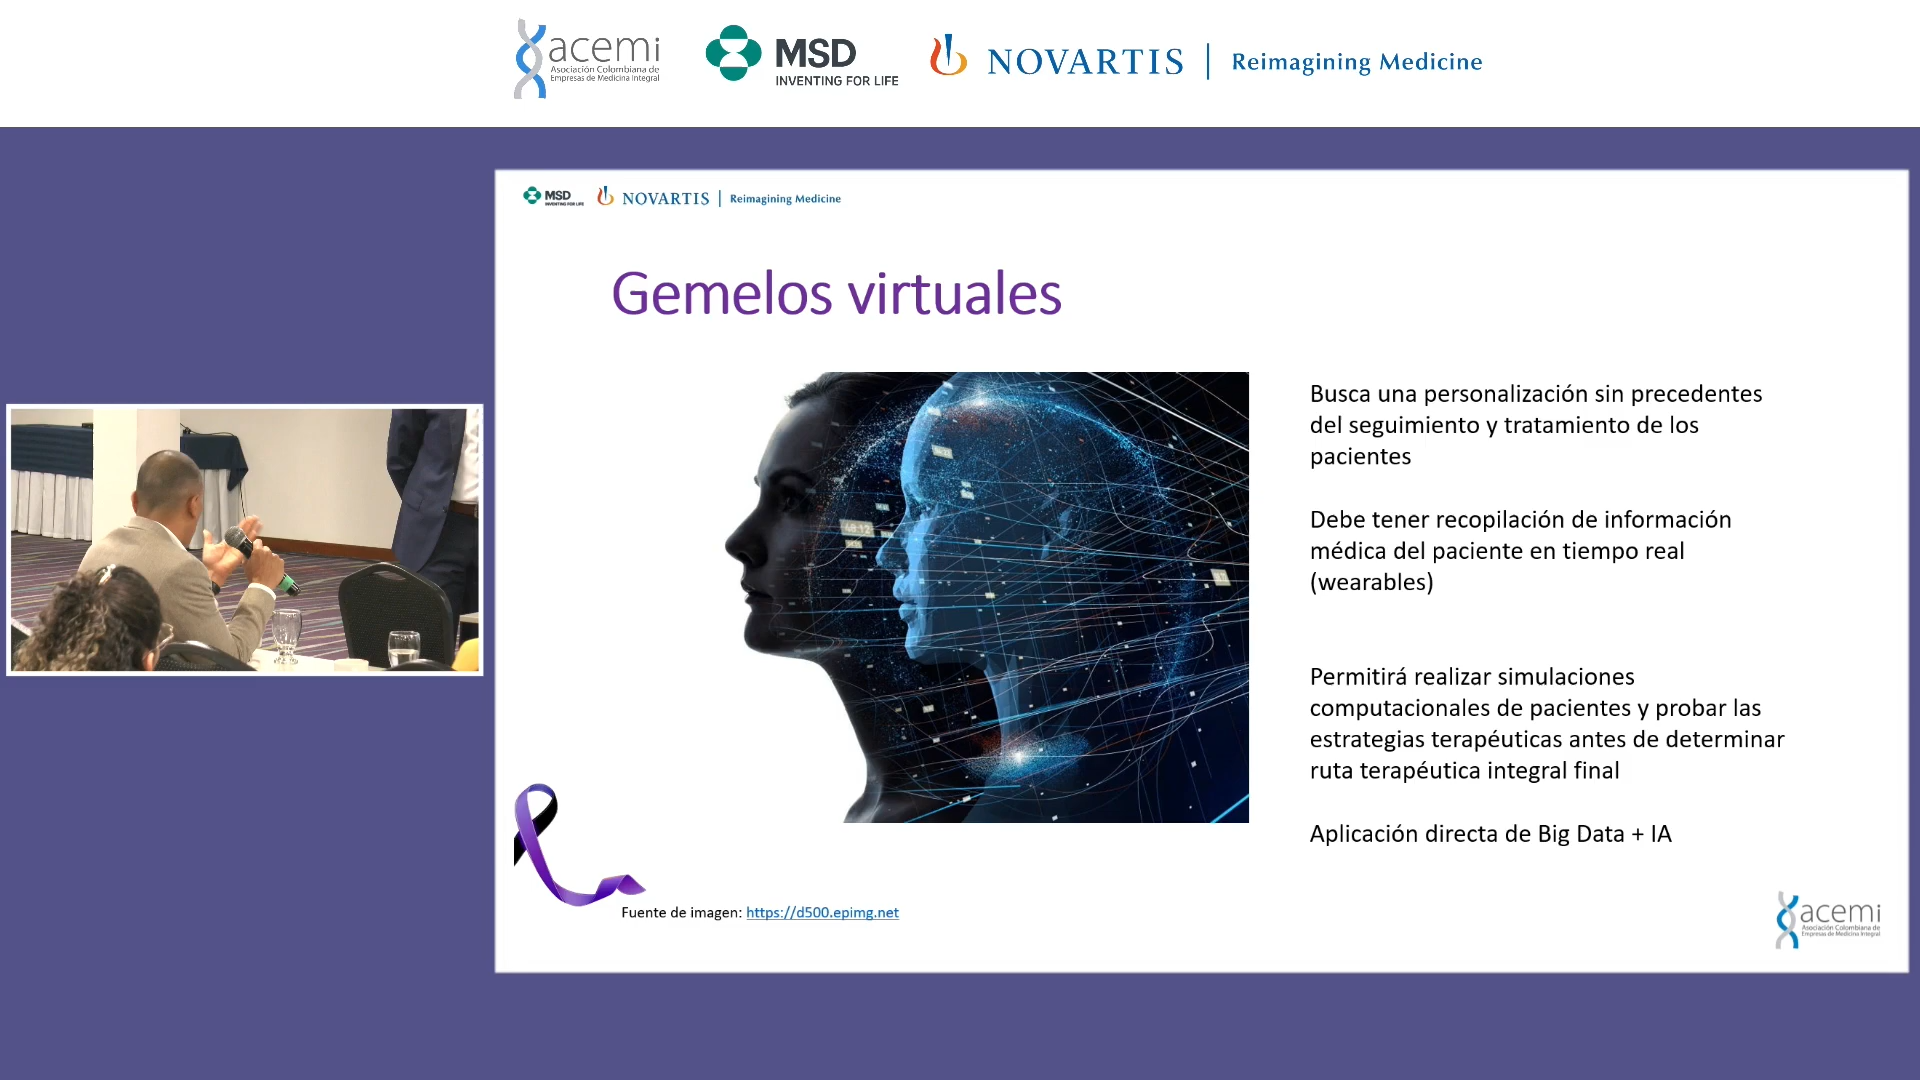 acemi
Asociación Colombiana de
Empresas de Medicina Integral
MSD
INVENTING FOR LIFE
NOVARTIS | Reimagining Medicine
MSD
INVENTING FOR LIFE
NOVARTIS | Reimagining Medicine
Gemelos virtuales
Busca una personalización sin precedentes
del seguimiento y tratamiento de los
pacientes
Debe tener recopilación de información
médica del paciente en tiempo real
(wearables)
Permitirá realizar simulaciones
computacionales de pacientes y probar las
estrategias terapéuticas antes de determinar
ruta terapéutica integral final
Aplicación directa de Big Data + IA
Fuente de imagen: https://d500.epimg.net
acemi
Asociación Colombiana de
Empresas de Medicina Integral